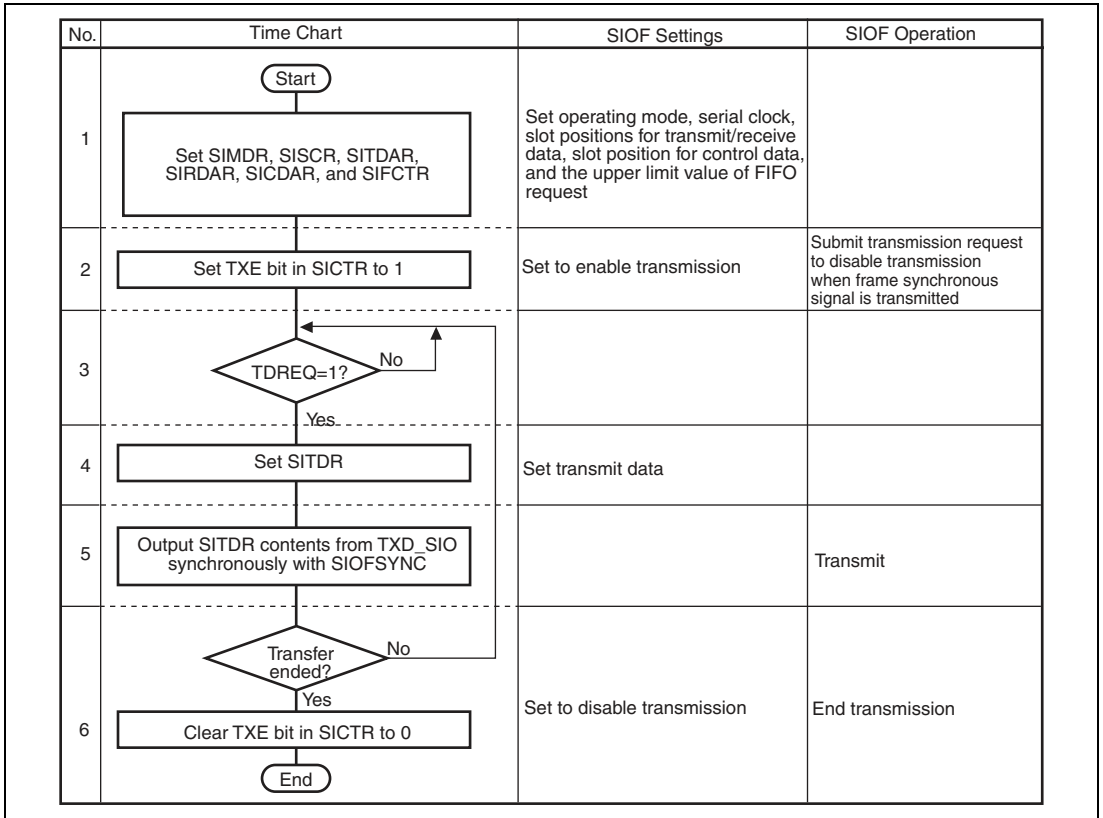 No. Time Chart SIOF Settings SIOF Operation
Start
1
Set SIMDR, SISCR, SITDAR,
SIRDAR, SICDAR, and SIFCTR
Set operating mode, serial clock,
slot positions for transmit/receive
data, slot position for control data,
and the upper limit value of FIFO
request
2
Set TXE bit in SICTR to 1
Set to enable transmission
Submit transmission request
to disable transmission
when frame synchronous
signal is transmitted
3
TDREQ=1?
No
Yes
4
Set SITDR
Set transmit data
5
Output SITDR contents from TXD_SIO
synchronously with SIOFSYNC
Transmit
Transfer
ended?
No
Yes
6
Clear TXE bit in SICTR to 0
Set to disable transmission
End transmission
End